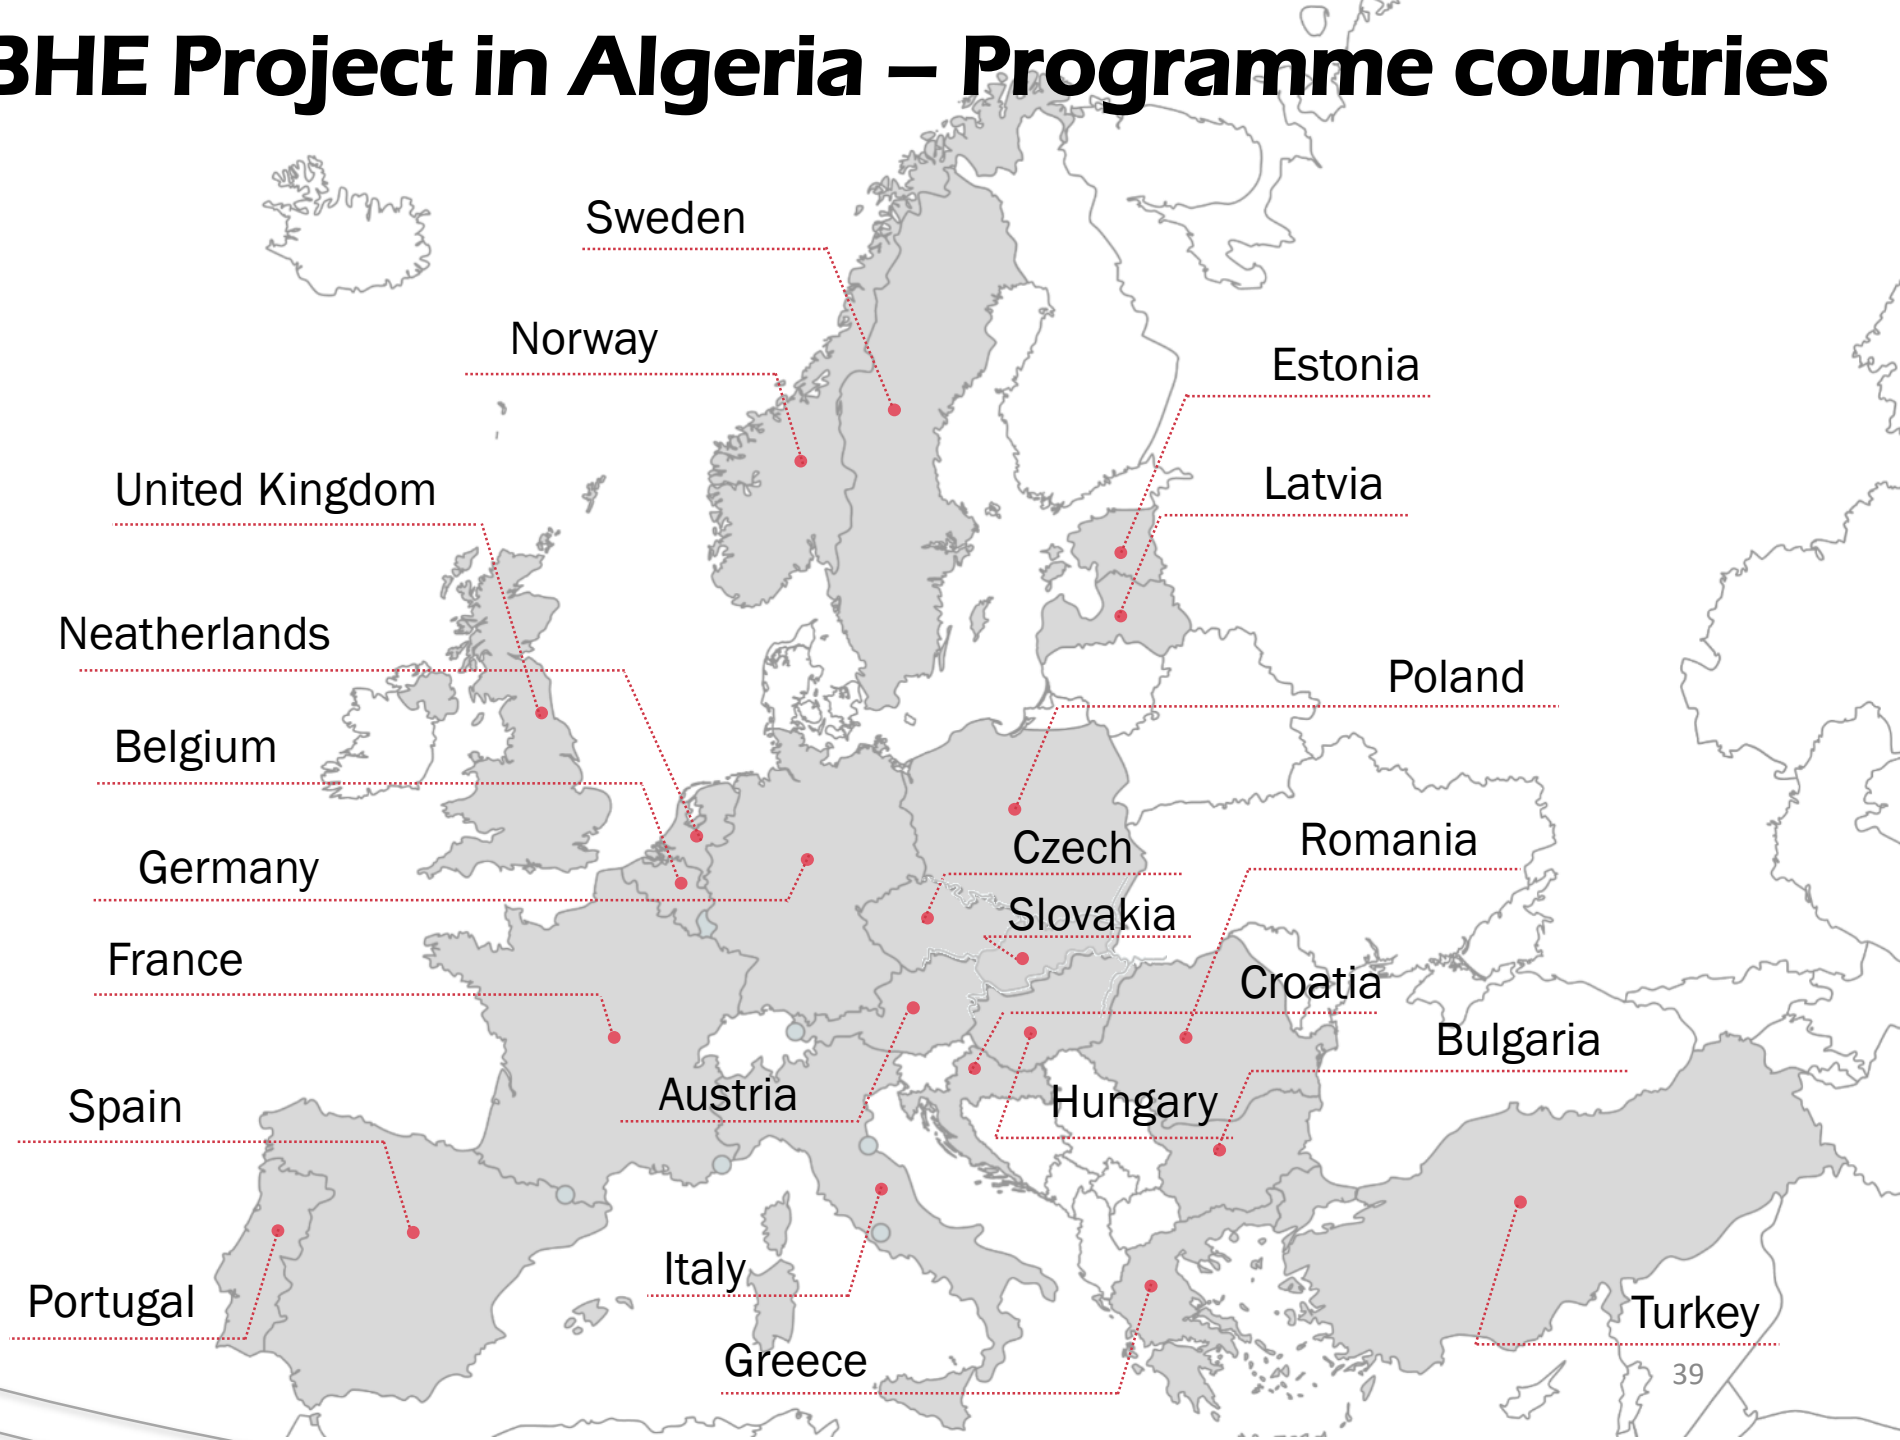 BHE Project in Algeria – Programme countries
Sweden
Norway
Estonia
United Kingdom
Latvia
Neatherlands
Poland
Belgium
Czech
Romania
Germany
Slovakia
France
Croatia
Bulgaria
Austria
Hungary
Spain
Italy
Portugal
Turkey
Greece
39